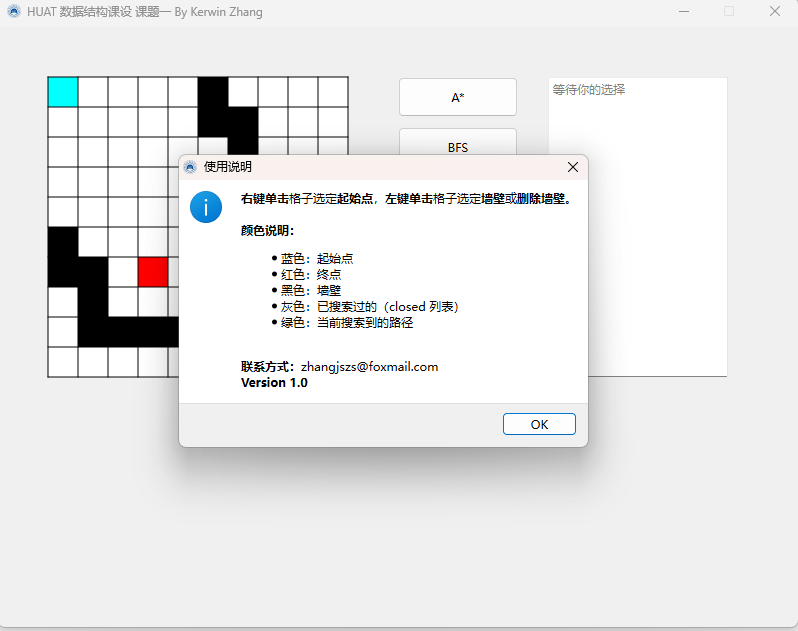 HUAT 数据结构课设 课题一 By Kerwin Zhang
A*
等待你的选择
BFS
使用说明
右键单击格子选定起始点，左键单击格子选定墙壁或删除墙壁。
颜色说明：
• 蓝色：起始点
• 红色：终点
• 黑色：墙壁
• 灰色：已搜索过的（closed 列表）
• 绿色：当前搜索到的路径
联系方式：zhangjszs@foxmail.com
Version 1.0
OK